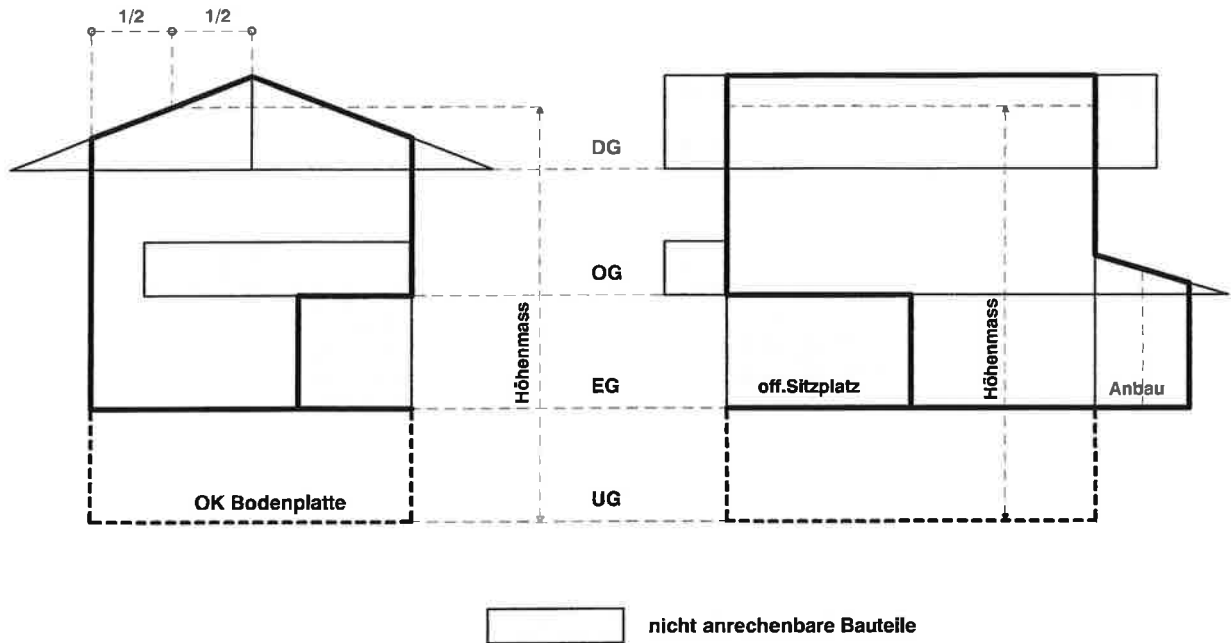 1/2
1/2
DG
OG
Höhenmass
Höhenmass
EG
off.Sitzplatz
Anbau
OK Bodenplatte
UG
nicht anrechenbare Bauteile